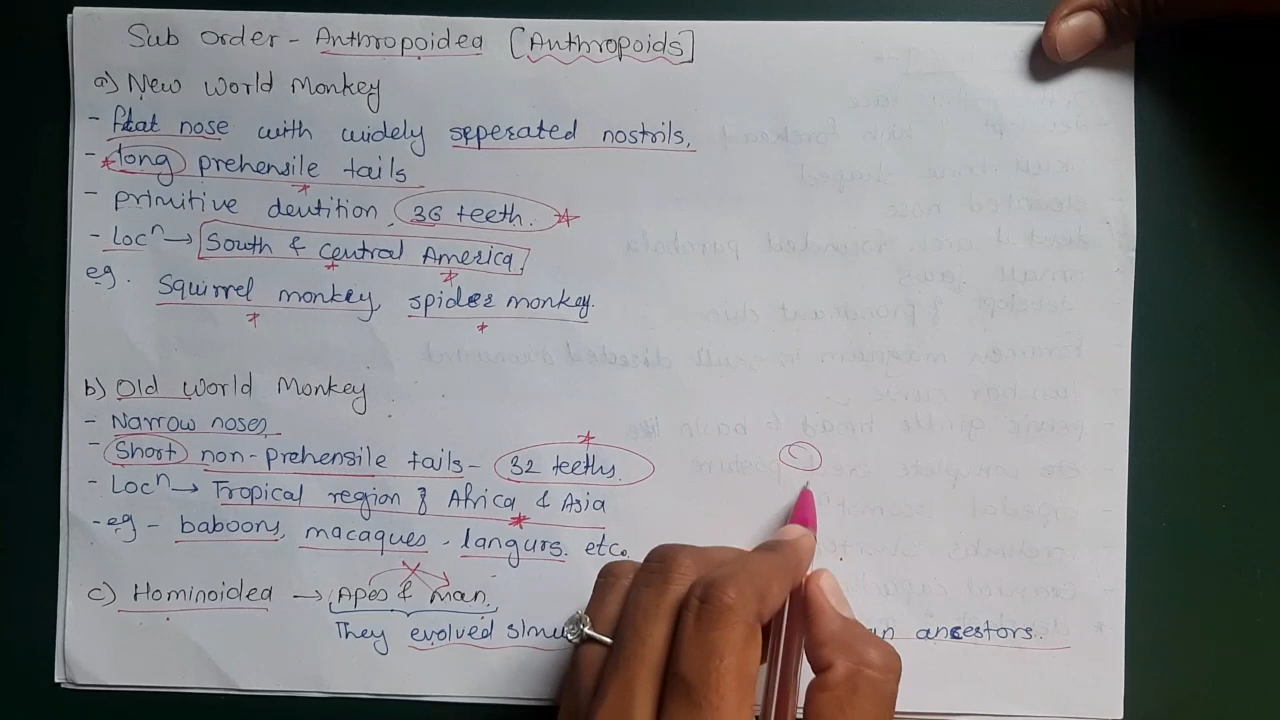 Sub Order - Anthropoidea [Anthropoids]
a) New World Monkey
- Flat nose with widely seperated nostrils,
- long prehensile tails
- primitive dentition, 36 teeth.
- Locⁿ → South & Central America,
eg. Squirrel monkey, spider monkey.
b) Old World Monkey
- Narrow noses,
- Short non-prehensile tails - 32 teeths.
- Locⁿ → Tropical region of Africa & Asia
- eg - baboons, macaques, langurs. etc.
c) Hominoidea → Apes & man.
They evolved ancestors.